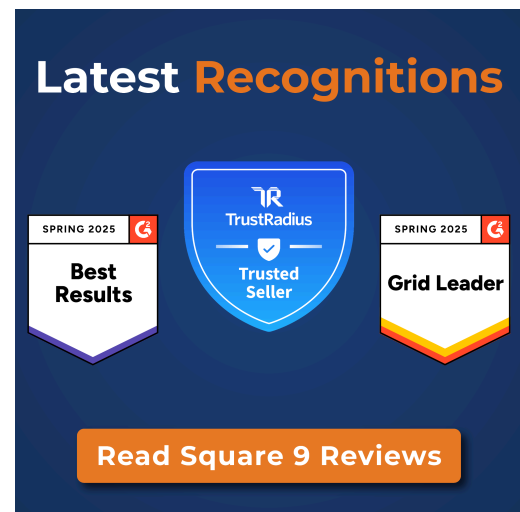 Latest Recognitions
SPRING 2025
G2
Best
Results
TR
TrustRadius
Trusted
Seller
SPRING 2025
G2
Grid Leader
Read Square 9 Reviews